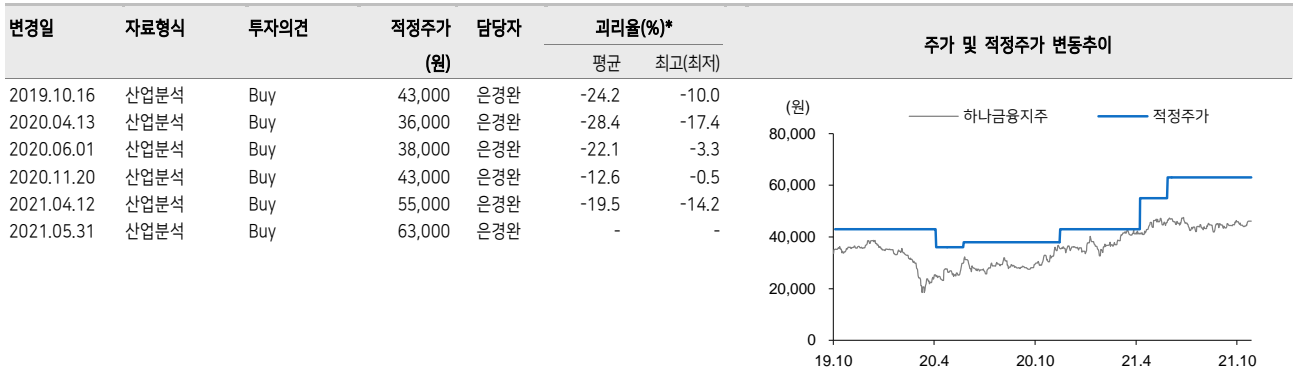 변경일 자료형식 투자의견 적정주가 담당자 괴리율(%)* 주가 및 적정주가 변동추이
(원) 평균 최고(최저)
2019.10.16 산업분석 Buy 43,000 은경완 -24.2 -10.0
2020.04.13 산업분석 Buy 36,000 은경완 -28.4 -17.4
2020.06.01 산업분석 Buy 38,000 은경완 -22.1 -3.3
2020.11.20 산업분석 Buy 43,000 은경완 -12.6 -0.5
2021.04.12 산업분석 Buy 55,000 은경완 -19.5 -14.2
2021.05.31 산업분석 Buy 63,000 은경완 - -
(원)
하나금융지주 적정주가
80,000
60,000
40,000
20,000
0
19.10 20.4 20.10 21.4 21.10